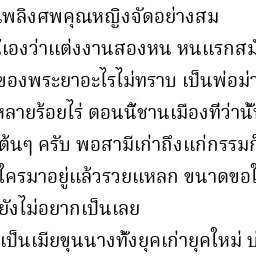 เพลิงศพคุณหญิงจัดอย่างสม
เองว่าแต่งงานสองหน หนแรกสมั
ของพระยาอะไรไม่ทราบ เป็นพ่อม่า
หลายร้อยไร่ ตอนนี้ชานเมืองที่ว่านั้
ต้นๆ ครับ พอสามีเก่าถึงแก่กรรมก็
ใครมาอยู่แล้วรวยแหลก ขนาดขอใ
ยังไม่อยากเป็นเลย
เป็นเมียขุนนางทั้งยุคเก่ายุคใหม่ บ่